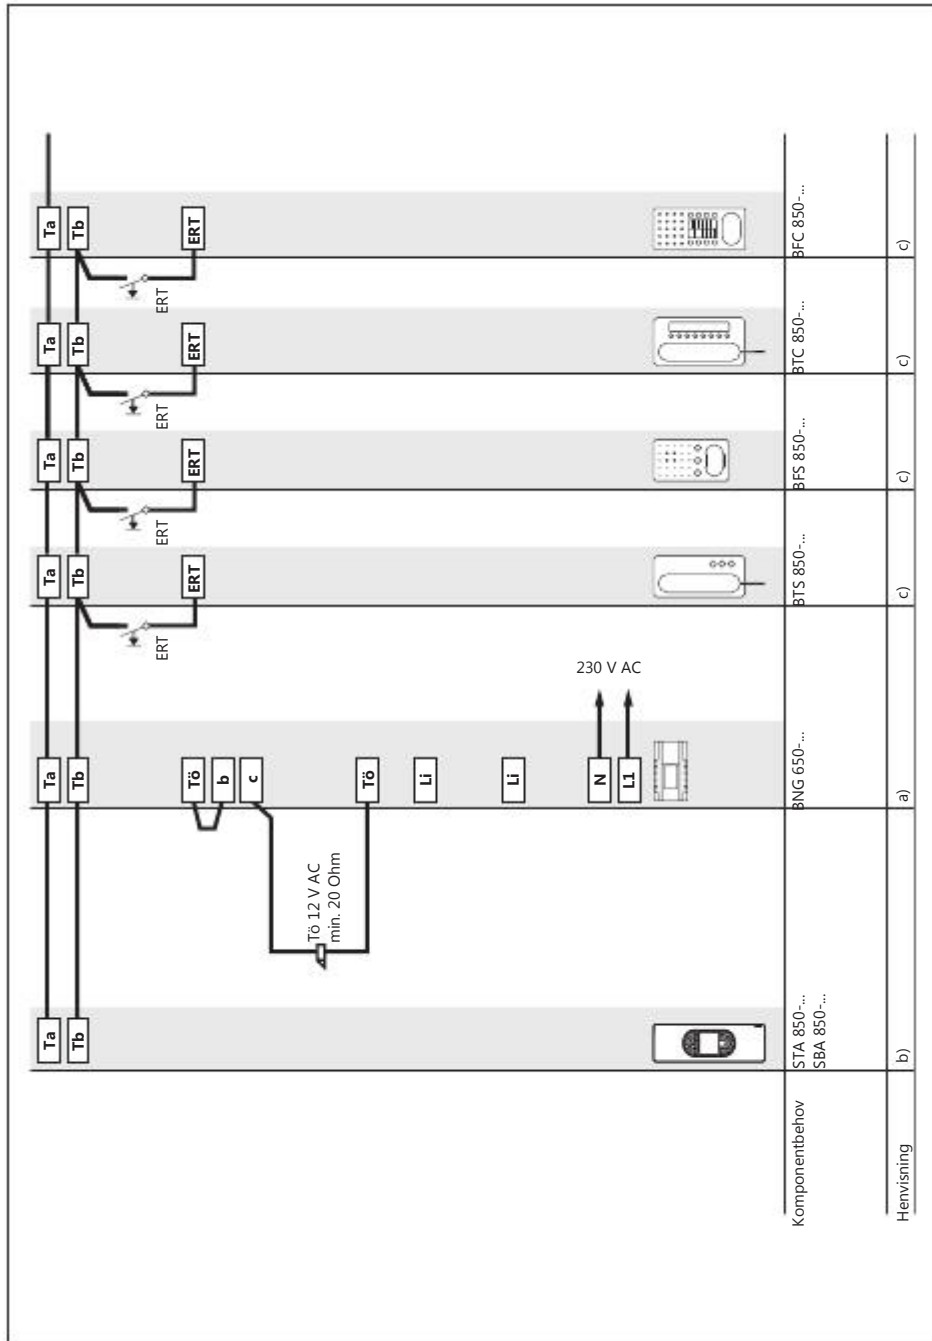 Ta
Tb
STA 850-...
SBA 850-...
b)
Tö 12 V AC
min. 20 Ohm
Ta
Tb
Tö
b
c
Tö
Li
Li
N
L1
230 V AC
BNG 650-...
a)
ERT
Ta
Tb
ERT
BTS 850-...
c)
ERT
Ta
Tb
ERT
BFS 850-...
c)
ERT
Ta
Tb
ERT
BTC 850-...
c)
ERT
Ta
Tb
ERT
BFC 850-...
c)
Komponentbehov
Henvisning